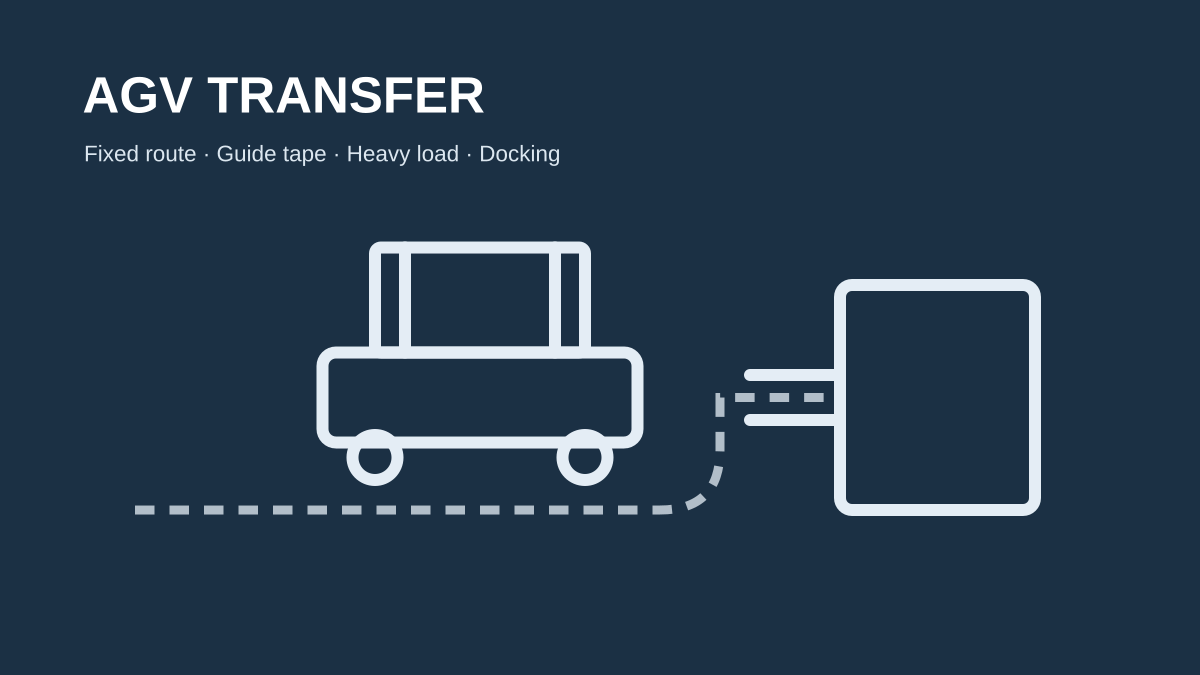 AGV TRANSFER
Fixed route · Guide tape · Heavy load · Docking